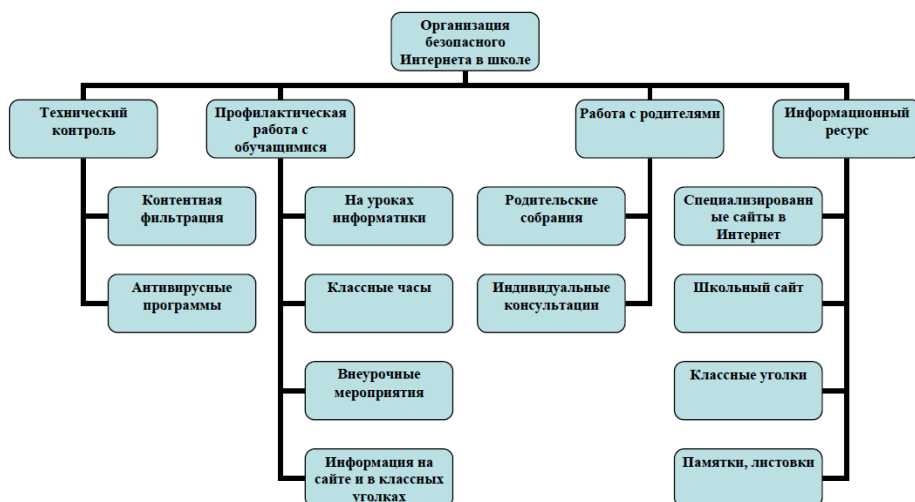 Организация
безопасного
Интернета в школе
Технический
контроль
Профилактическая
работа с
обучащимися
Работа с родителями
Информационный
ресурс
Контентная
фильтрация
Антивирусные
программы
На уроках
информатики
Классные часы
Внеурочные
мероприятия
Информация на
сайте и в классных
уголках
Родительские
собрания
Индивидуальные
консультации
Специализированн
ые сайты в
Интернет
Школьный сайт
Классные уголки
Памятки, листовки